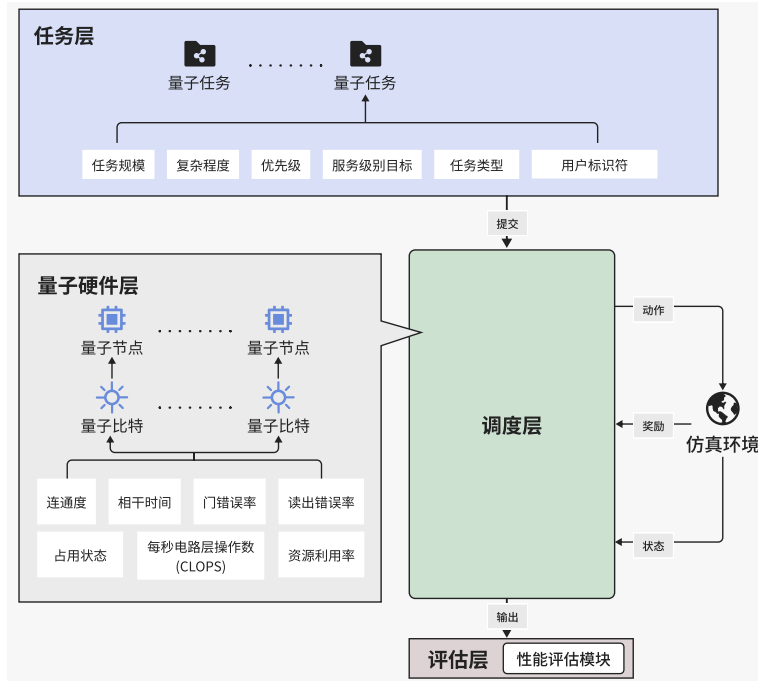 任务层
量子任务
量子任务
任务规模
复杂程度
优先级
服务级别目标
任务类型
用户标识符
提交
量子硬件层
量子节点
量子节点
量子比特
量子比特
连通度
相干时间
门错误率
读出错误率
占用状态
每秒电路层操作数
(CLOPS)
资源利用率
调度层
动作
奖励
仿真环境
状态
输出
评估层
性能评估模块